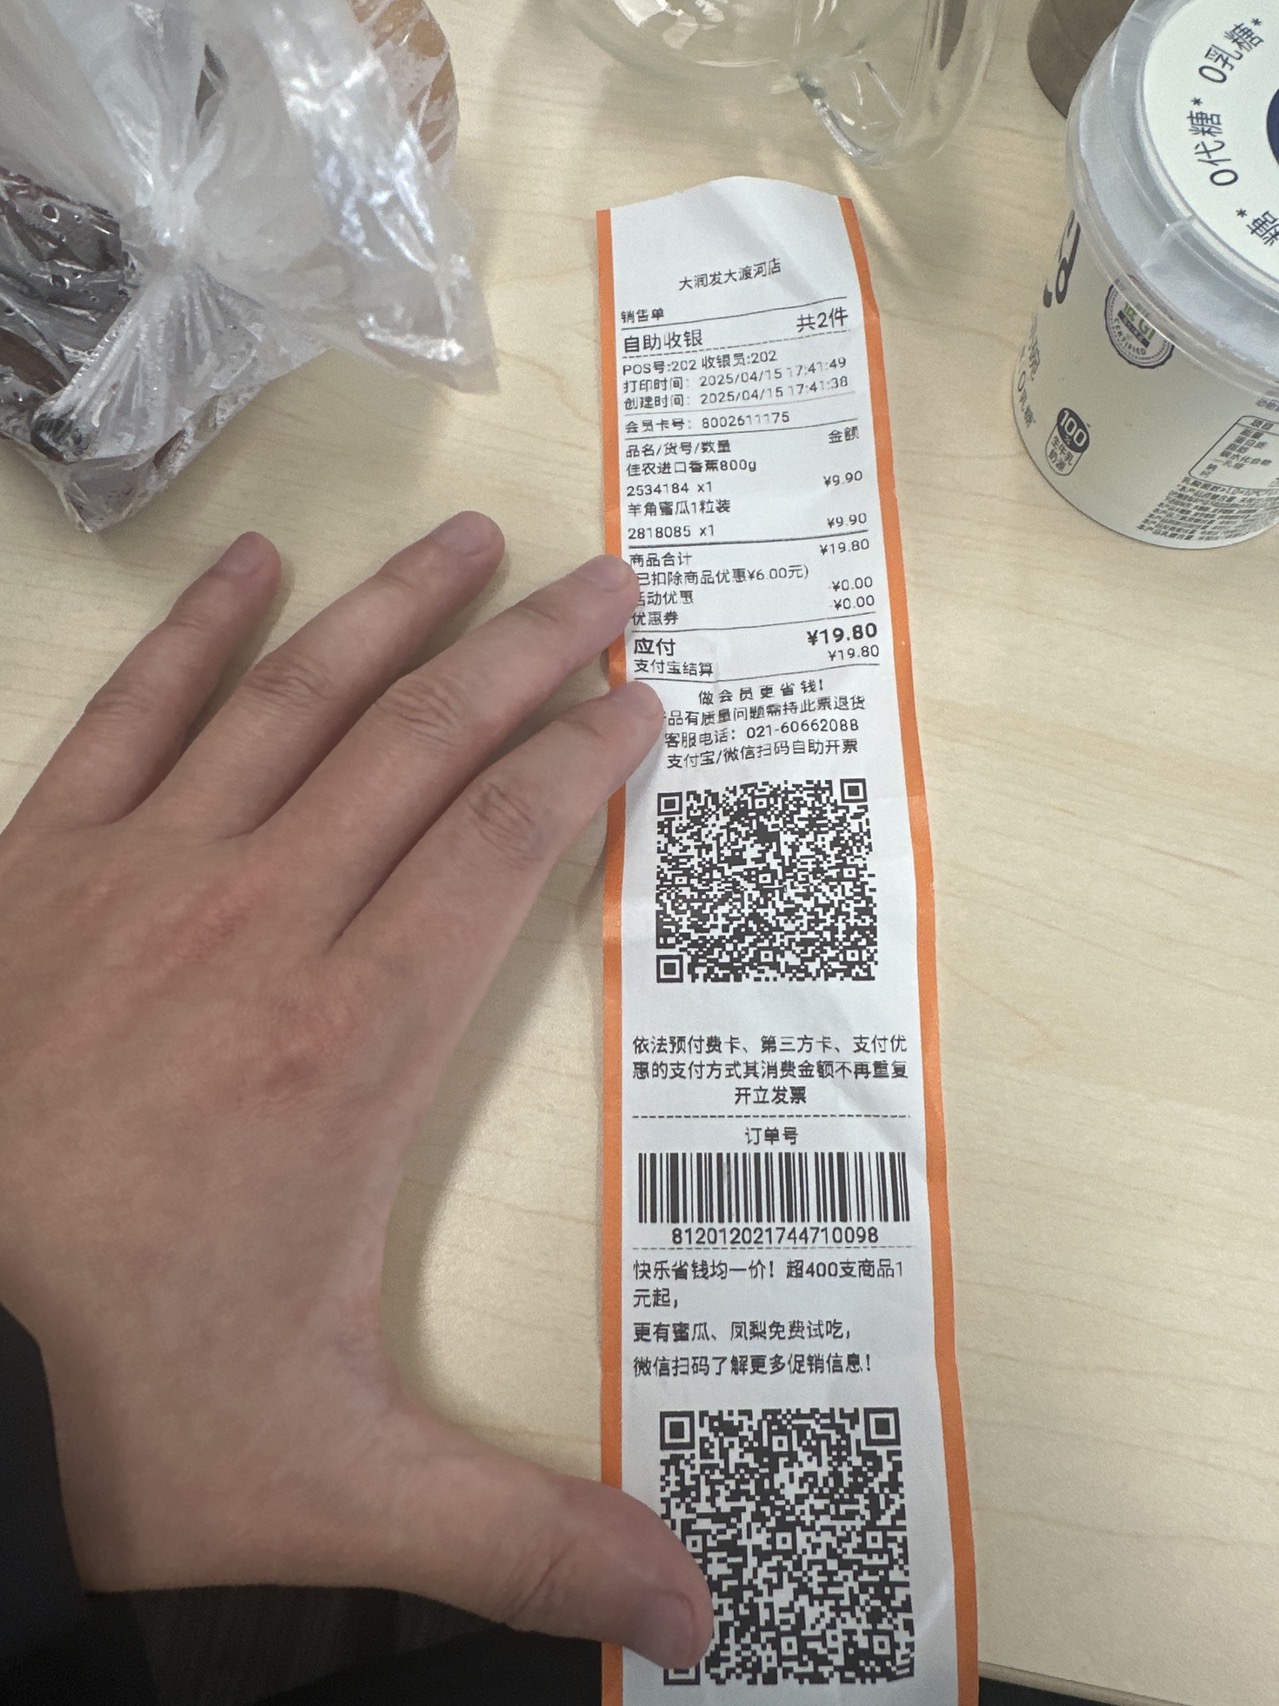 大润发大渡河店
销售单
自助收银 共2件
POS号:202 收银员:202
打印时间: 2025/04/15 17:41:49
创建时间: 2025/04/15 17:41:38
会员卡号: 8002611175
品名/货号/数量 金额
佳农进口香蕉800g
2534184 x1 ¥9.90
羊角蜜瓜1粒装
2818085 x1 ¥9.90
商品合计 ¥19.80
已扣除商品优惠¥6.00元)
活动优惠 -¥0.00
优惠券 -¥0.00
应付 ¥19.80
支付宝结算 ¥19.80
做会员更省钱!
品有质量问题需持此票退货
客服电话: 021-60662088
支付宝/微信扫码自助开票
依法预付费卡、第三方卡、支付优
惠的支付方式其消费金额不再重复
开立发票
订单号
812012021744710098
快乐省钱均一价! 超400支商品1
元起,
更有蜜瓜、凤梨免费试吃,
微信扫码了解更多促销信息!
0乳糖*
0代糖*
糖*
CERTIFIED
100%
生牛乳
奶源